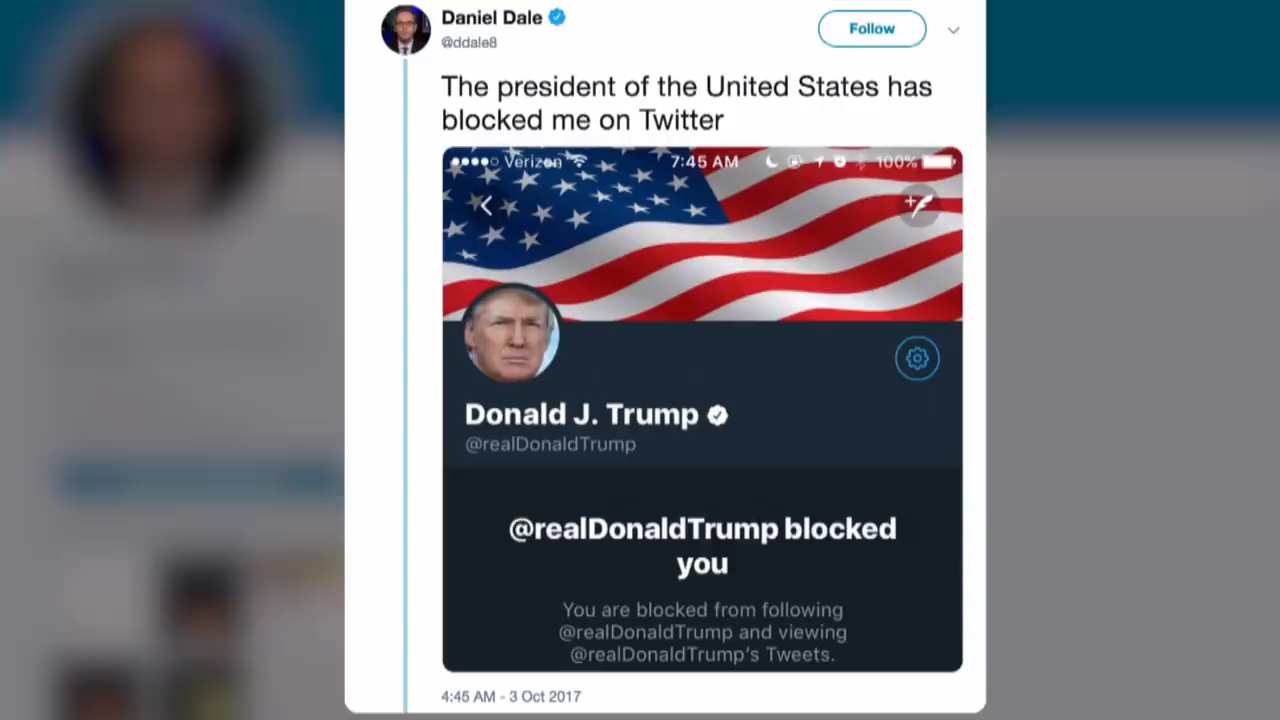 Daniel Dale
@ddale8
Follow
The president of the United States has
blocked me on Twitter
Verizon 7:45 AM 100%
Donald J. Trump
@realDonaldTrump
@realDonaldTrump blocked
you
You are blocked from following
@realDonaldTrump and viewing
@realDonaldTrump's Tweets.
4:45 AM - 3 Oct 2017